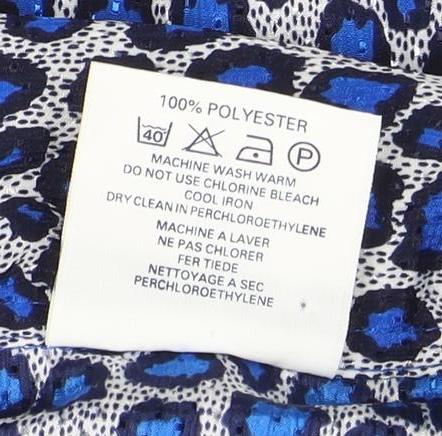 100% POLYESTER
40 P
MACHINE WASH WARM
DO NOT USE CHLORINE BLEACH
COOL IRON
DRY CLEAN IN PERCHLOROETHYLENE
MACHINE A LAVER
NE PAS CHLORER
FER TIEDE
NETTOYAGE A SEC
PERCHLOROETHYLENE